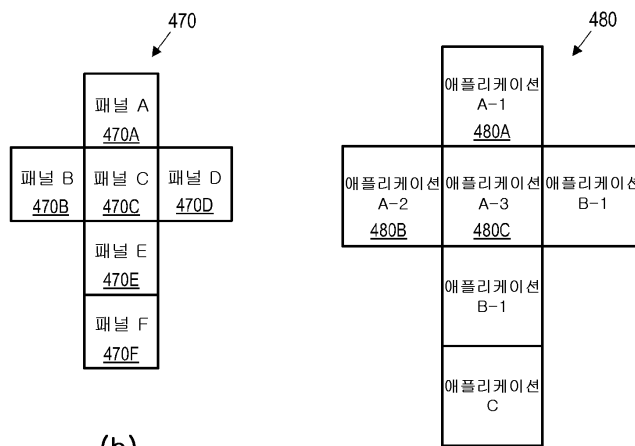 470
패널 A
470A
패널 B
470B
패널 C
470C
패널 D
470D
패널 E
470E
패널 F
470F
(b)
480
애플리케이션
A-1
480A
애플리케이션
A-2
480B
애플리케이션
A-3
480C
애플리케이션
B-1
애플리케이션
B-1
애플리케이션
C